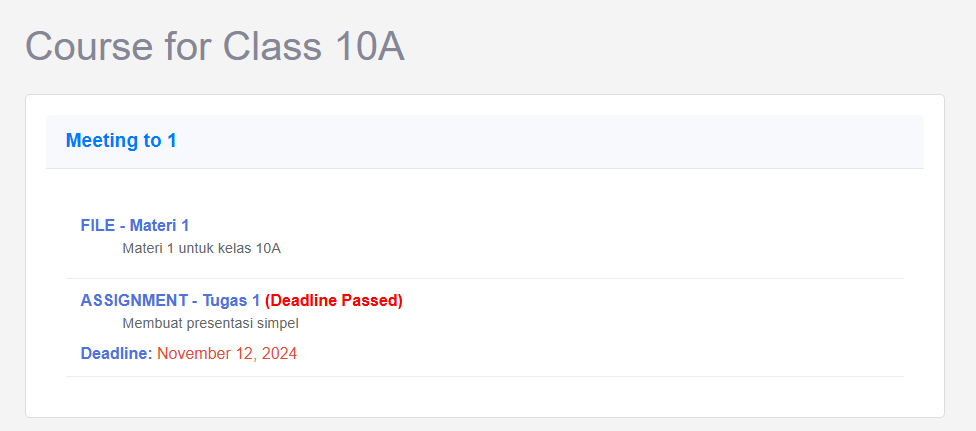 Course for Class 10A
Meeting to 1
FILE - Materi 1
Materi 1 untuk kelas 10A
ASSIGNMENT - Tugas 1 (Deadline Passed)
Membuat presentasi simpel
Deadline: November 12, 2024